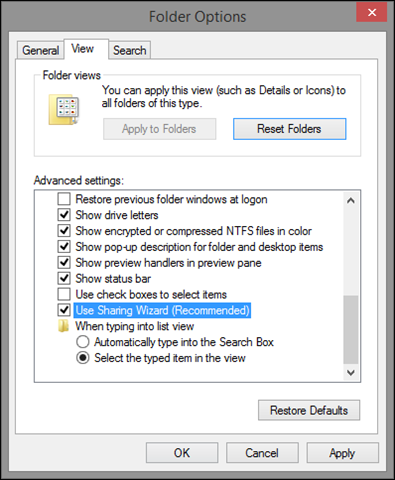 Folder Options
General
View
Search
Folder views
You can apply this view (such as Details or Icons) to
all folders of this type.
Apply to Folders
Reset Folders
Advanced settings:
Restore previous folder windows at logon
Show drive letters
Show encrypted or compressed NTFS files in color
Show pop-up description for folder and desktop items
Show preview handlers in preview pane
Show status bar
Use check boxes to select items
Use Sharing Wizard (Recommended)
When typing into list view
Automatically type into the Search Box
Select the typed item in the view
Restore Defaults
OK
Cancel
Apply